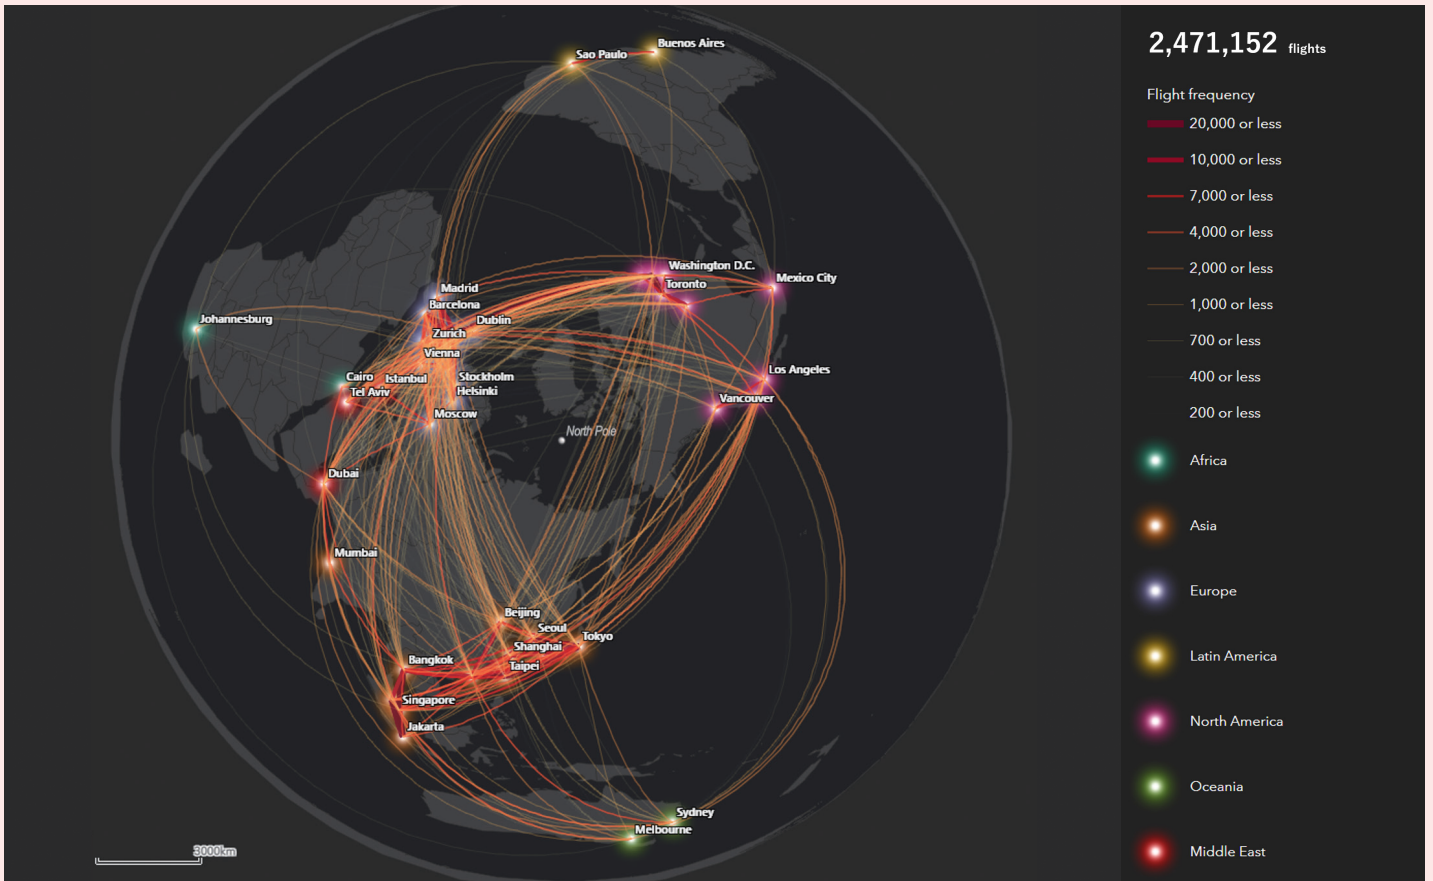 2,471,152 flights
Flight frequency
20,000 or less
10,000 or less
7,000 or less
4,000 or less
2,000 or less
1,000 or less
700 or less
400 or less
200 or less
Africa
Asia
Europe
Latin America
North America
Oceania
Middle East
Buenos Aires
Sao Paulo
Washington D.C.
Mexico City
Toronto
Madrid
Barcelona
Johannesburg
Dublin
Zurich
Vienna
Los Angeles
Cairo
Istanbul
Stockholm
Tel Aviv
Helsinki
Vancouver
Moscow
North Pole
Dubai
Mumbai
Beijing
Seoul
Tokyo
Shanghai
Bangkok
Taipei
Singapore
Jakarta
Sydney
Melbourne
3000km